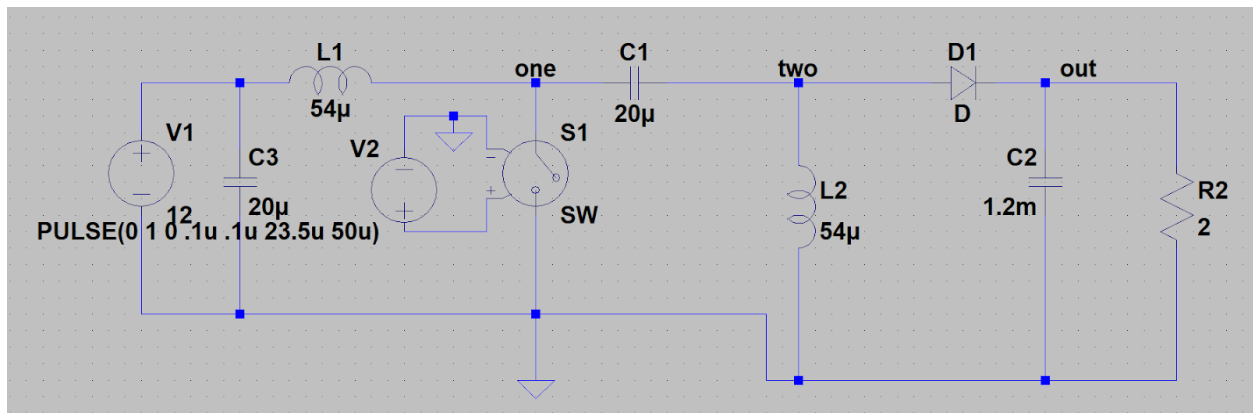 L1
54µ
one
C1
20µ
two
D1
D
out
V1
12
PULSE(0 1 0 .1u .1u 23.5u 50u)
C3
20µ
V2
S1
SW
L2
54µ
C2
1.2m
R2
2